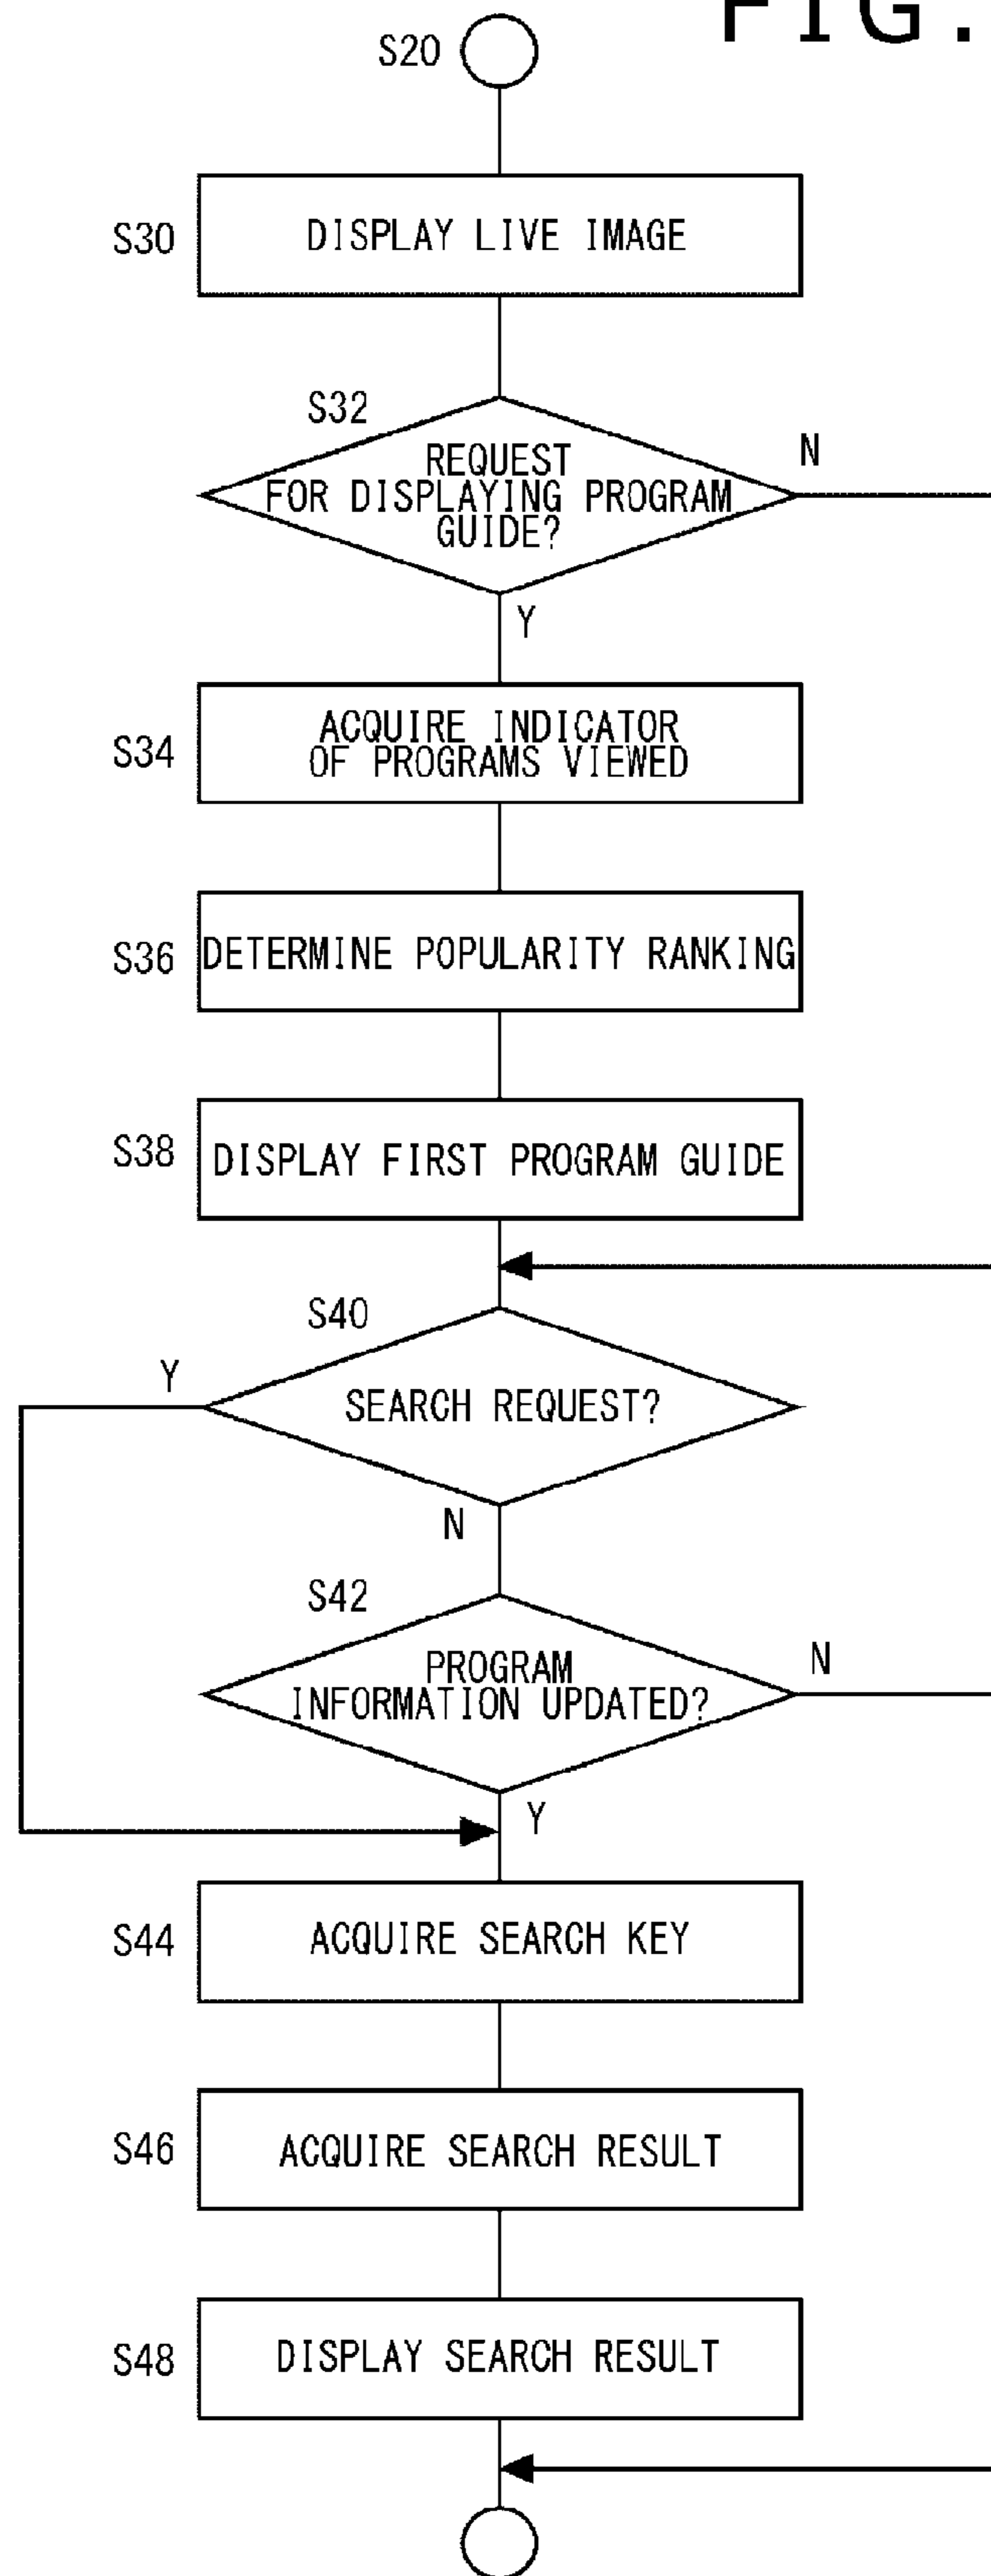 FIG.
S20
S30
DISPLAY LIVE IMAGE
S32
REQUEST
FOR DISPLAYING PROGRAM
GUIDE?
N
Y
S34
ACQUIRE INDICATOR
OF PROGRAMS VIEWED
S36
DETERMINE POPULARITY RANKING
S38
DISPLAY FIRST PROGRAM GUIDE
S40
Y
SEARCH REQUEST?
N
S42
PROGRAM
INFORMATION UPDATED?
N
Y
S44
ACQUIRE SEARCH KEY
S46
ACQUIRE SEARCH RESULT
S48
DISPLAY SEARCH RESULT